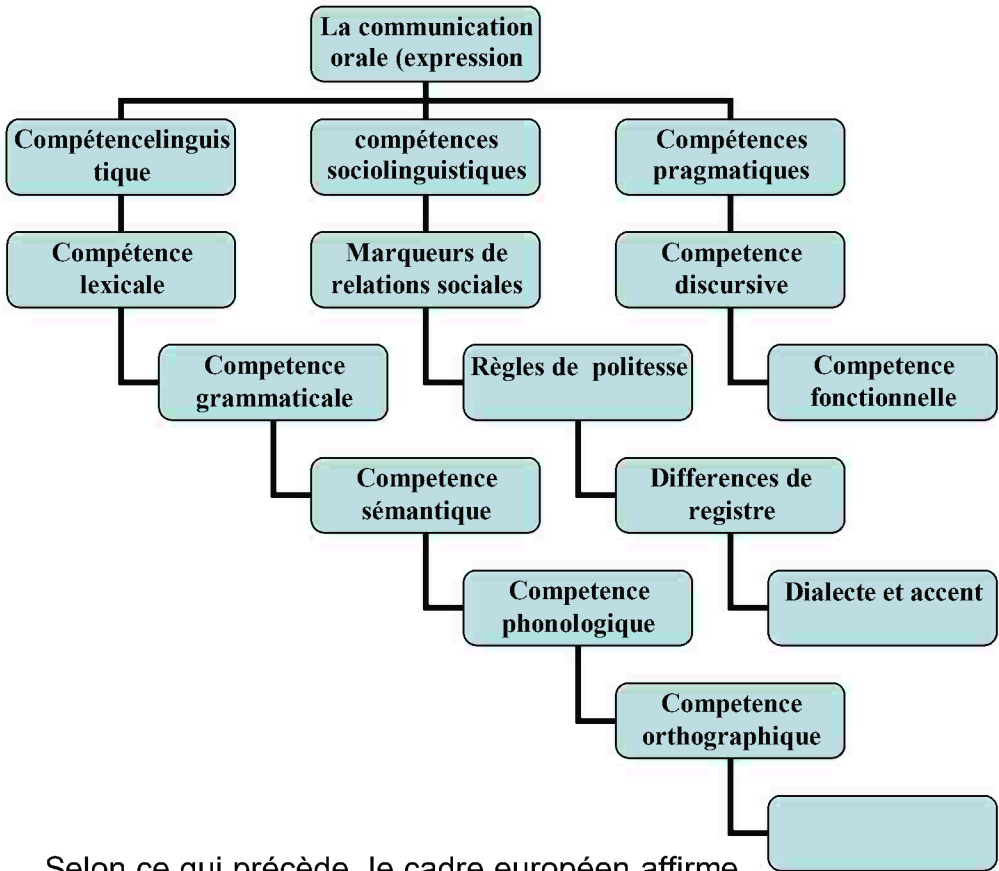 La communication
orale (expression
Compétencelinguis
tique
compétences
sociolinguistiques
Compétences
pragmatiques
Compétence
lexicale
Marqueurs de
relations sociales
Competence
discursive
Competence
grammaticale
Règles de politesse
Competence
fonctionnelle
Competence
sémantique
Differences de
registre
Competence
phonologique
Dialecte et accent
Competence
orthographique
Selon ce qui précède, le cadre européen affirme